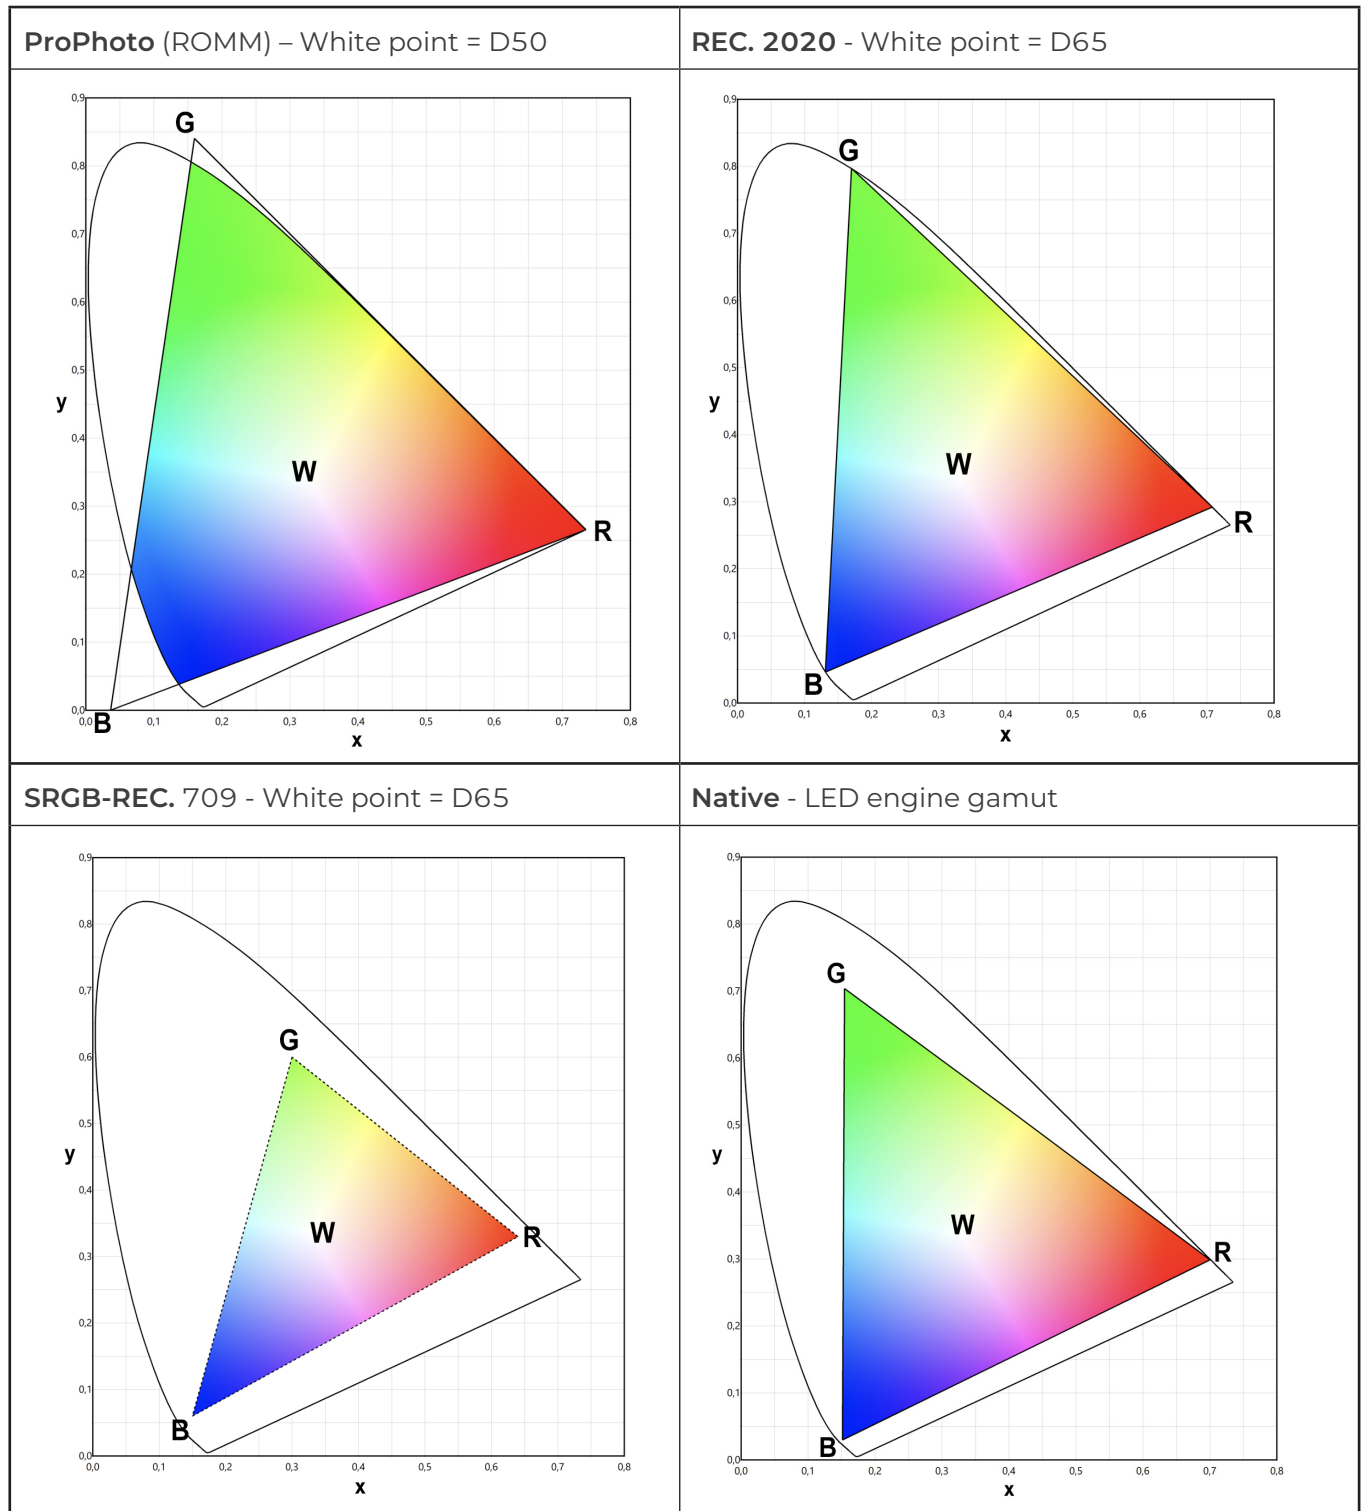 ProPhoto (ROMM) – White point = D50
REC. 2020 - White point = D65
0,9
G
0,8
0,7
0,6
0,5
y
0,4
W
0,3
R
0,2
0,1
0,0
B
0,0 0,1 0,2 0,3 0,4 0,5 0,6 0,7 0,8
x
0,9
G
0,8
0,7
0,6
0,5
y
0,4
W
0,3
R
0,2
0,1
B
0,0
0,0 0,1 0,2 0,3 0,4 0,5 0,6 0,7 0,8
x
SRGB-REC. 709 - White point = D65
Native - LED engine gamut
0,9
0,8
0,7
G
0,6
0,5
y
0,4
W
R
0,3
0,2
0,1
B
0,0
0,0 0,1 0,2 0,3 0,4 0,5 0,6 0,7 0,8
x
0,9
0,8
G
0,7
0,6
0,5
y
0,4
W
R
0,3
0,2
0,1
B
0,0
0,0 0,1 0,2 0,3 0,4 0,5 0,6 0,7 0,8
x